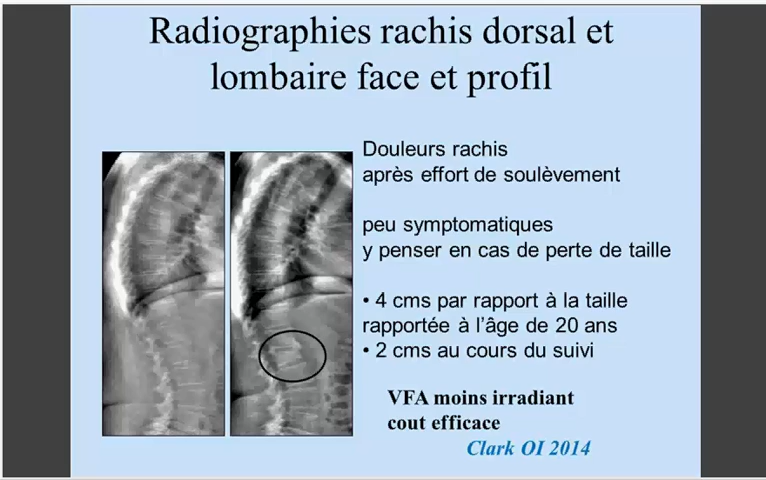 Radiographies rachis dorsal et
lombaire face et profil
Douleurs rachis
après effort de soulèvement
peu symptomatiques
y penser en cas de perte de taille
• 4 cms par rapport à la taille
rapportée à l'âge de 20 ans
• 2 cms au cours du suivi
VFA moins irradiant
cout efficace
Clark OI 2014